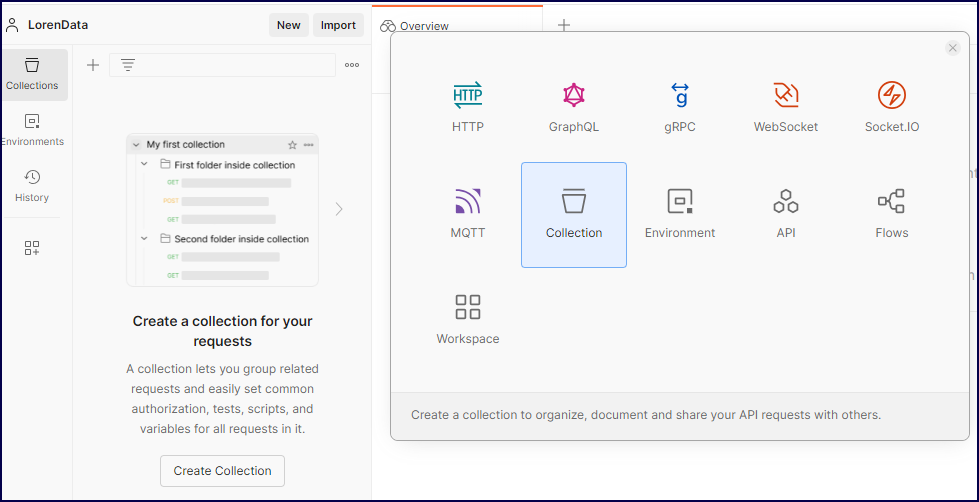 LorenData
New
Import
Overview
Collections
Environments
History
My first collection
First folder inside collection
GET
POST
GET
Second folder inside collection
GET
GET
Create a collection for your
requests
A collection lets you group related
requests and easily set common
authorization, tests, scripts, and
variables for all requests in it.
Create Collection
HTTP
HTTP
GraphQL
g
gRPC
WebSocket
Socket.IO
MQTT
Collection
Environment
API
Flows
Workspace
Create a collection to organize, document and share your API requests with others.